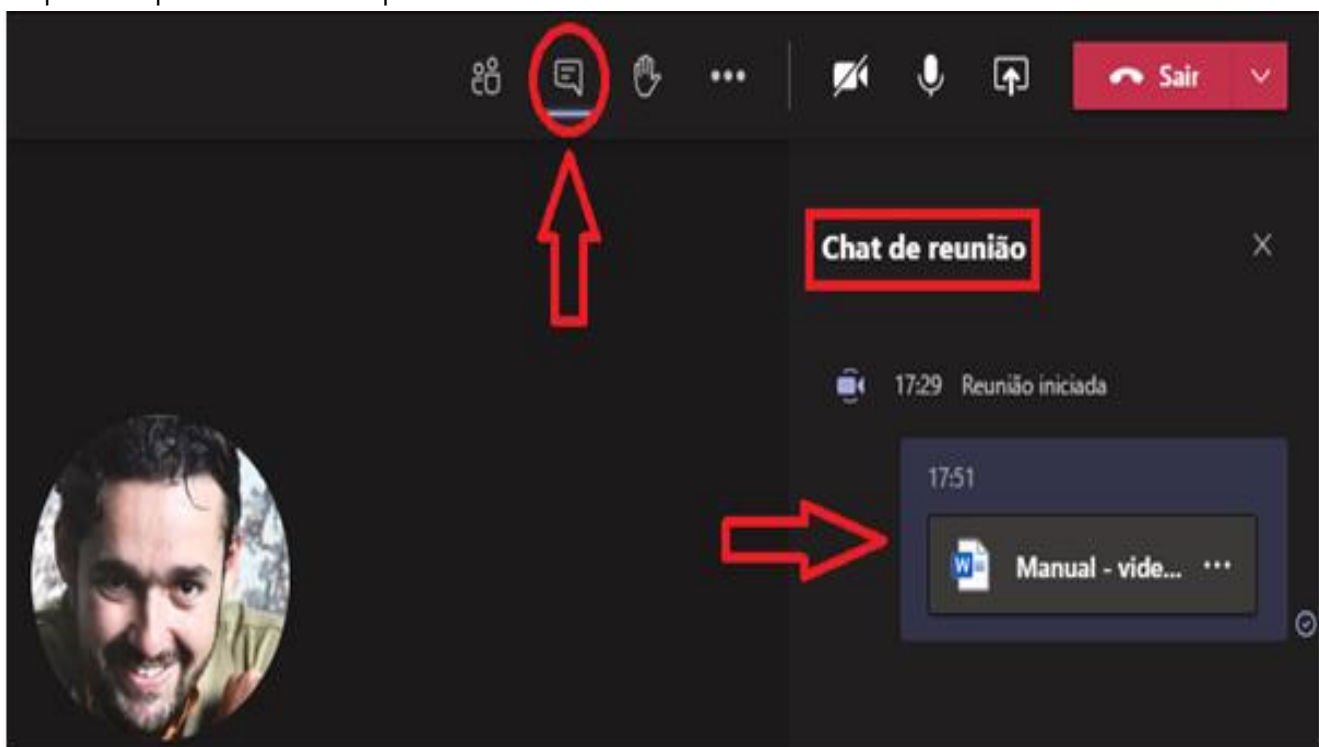 Sair
Chat de reunião
17:29 Reunião iniciada
17:51
Manual - vide...